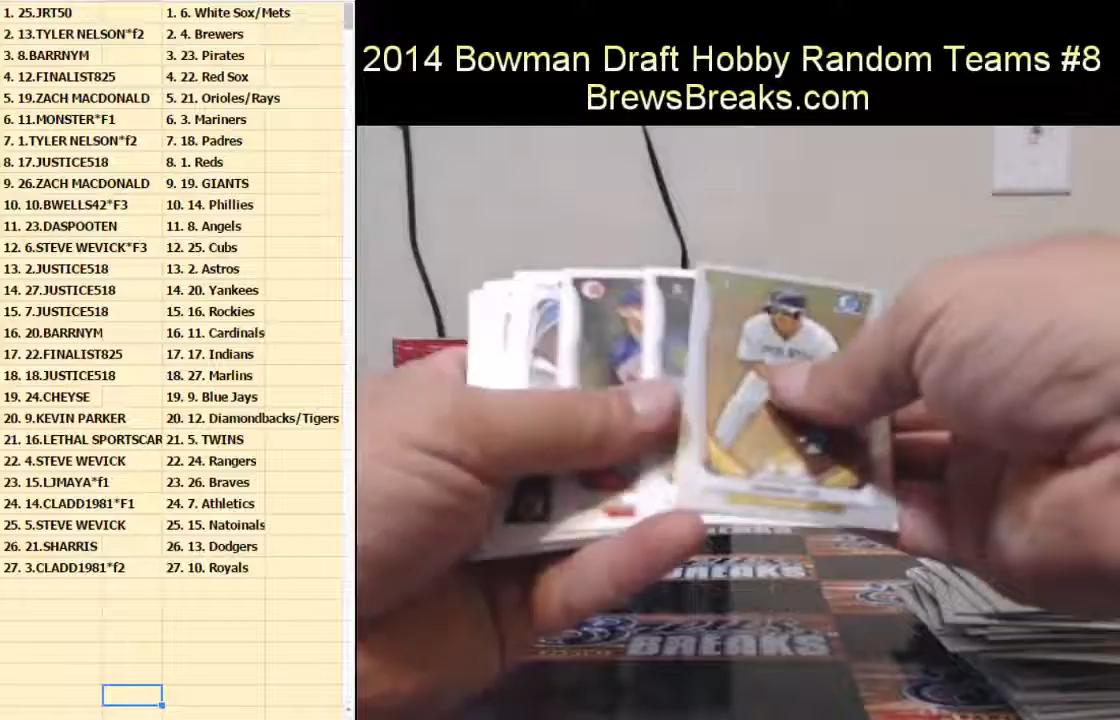 1. 25.JRT50 1. 6. White Sox/Mets
2. 13.TYLER NELSON*f2 2. 4. Brewers
3. 8.BARRNYM 3. 23. Pirates
4. 12.FINALIST825 4. 22. Red Sox
5. 19.ZACH MACDONALD 5. 21. Orioles/Rays
6. 11.MONSTER*F1 6. 3. Mariners
7. 1.TYLER NELSON*f2 7. 18. Padres
8. 17.JUSTICE518 8. 1. Reds
9. 26.ZACH MACDONALD 9. 19. GIANTS
10. 10.BWELLS42*F3 10. 14. Phillies
11. 23.DASPOOTEN 11. 8. Angels
12. 6.STEVE WEVICK*F3 12. 25. Cubs
13. 2.JUSTICE518 13. 2. Astros
14. 27.JUSTICE518 14. 20. Yankees
15. 7.JUSTICE518 15. 16. Rockies
16. 20.BARRNYM 16. 11. Cardinals
17. 22.FINALIST825 17. 17. Indians
18. 18.JUSTICE518 18. 27. Marlins
19. 24.CHEYSE 19. 9. Blue Jays
20. 9.KEVIN PARKER 20. 12. Diamondbacks/Tigers
21. 16.LETHAL SPORTSCAR 21. 5. TWINS
22. 4.STEVE WEVICK 22. 24. Rangers
23. 15.LJMAYA*f1 23. 26. Braves
24. 14.CLADD1981*F1 24. 7. Athletics
25. 5.STEVE WEVICK 25. 15. Natoinals
26. 21.SHARRIS 26. 13. Dodgers
27. 3.CLADD1981*f2 27. 10. Royals
2014 Bowman Draft Hobby Random Teams #8
BrewsBreaks.com
BREAKS